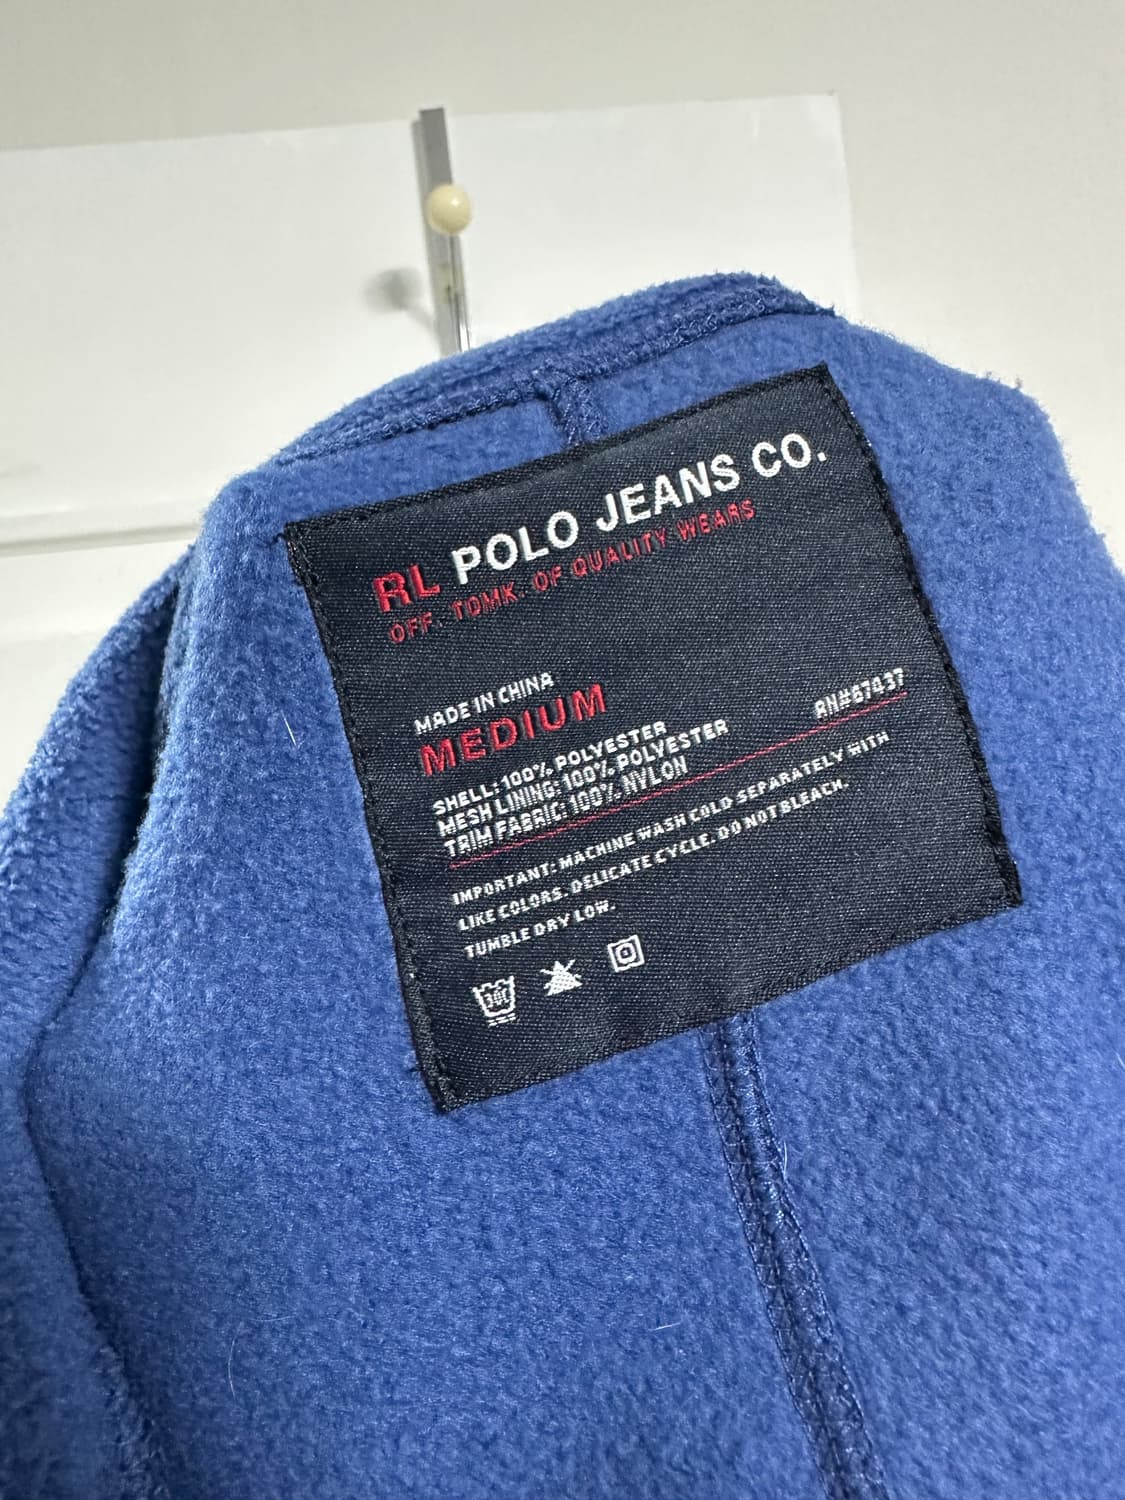 RL POLO JEANS CO.
OFF. TDMK. OF QUALITY WEARS
MADE IN CHINA
MEDIUM
SHELL: 100% POLYESTER
MESH LINING: 100% POLYESTER
TRIM FABRIC: 100% NYLON
RN#67437
IMPORTANT: MACHINE WASH COLD SEPARATELY WITH
LIKE COLORS. DELICATE CYCLE. DO NOT BLEACH.
TUMBLE DRY LOW.